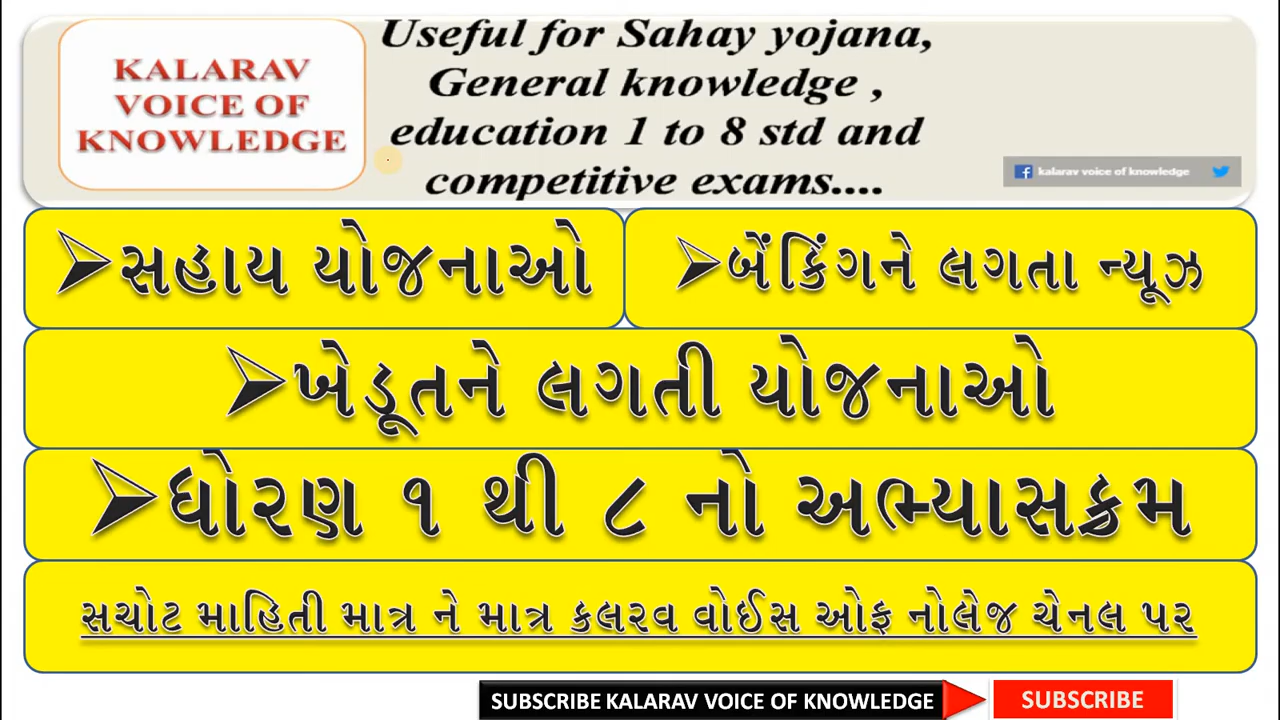 KALARAV
VOICE OF
KNOWLEDGE
Useful for Sahay yojana,
General knowledge ,
education 1 to 8 std and
competitive exams....
kalarav voice of knowledge
સહાય યોજનાઓ
બેંકિંગને લગતા ન્યૂઝ
ખેડૂતને લગતી યોજનાઓ
ધોરણ ૧ થી ૮ નો અભ્યાસક્રમ
સચોટ માહિતી માત્ર ને માત્ર કલરવ વોઈસ ઓફ નોલેજ ચેનલ પર
SUBSCRIBE KALARAV VOICE OF KNOWLEDGE
SUBSCRIBE